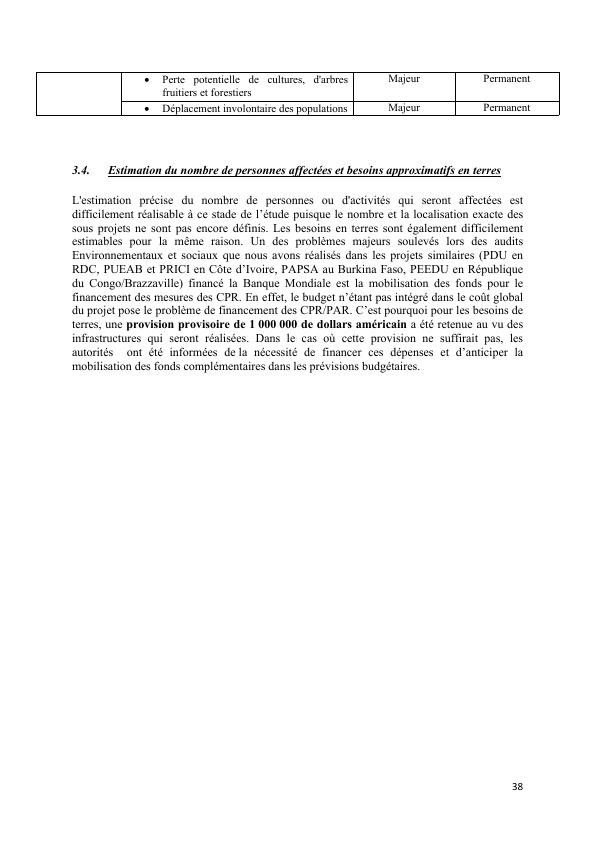 • Perte potentielle de cultures, d'arbres fruitiers et forestiers Majeur Permanent
• Déplacement involontaire des populations Majeur Permanent
3.4. Estimation du nombre de personnes affectées et besoins approximatifs en terres
L'estimation précise du nombre de personnes ou d'activités qui seront affectées est
difficilement réalisable à ce stade de l’étude puisque le nombre et la localisation exacte des
sous projets ne sont pas encore définis. Les besoins en terres sont également difficilement
estimables pour la même raison. Un des problèmes majeurs soulevés lors des audits
Environnementaux et sociaux que nous avons réalisés dans les projets similaires (PDU en
RDC, PUEAB et PRICI en Côte d’Ivoire, PAPSA au Burkina Faso, PEEDU en République
du Congo/Brazzaville) financé la Banque Mondiale est la mobilisation des fonds pour le
financement des mesures des CPR. En effet, le budget n’étant pas intégré dans le coût global
du projet pose le problème de financement des CPR/PAR. C’est pourquoi pour les besoins de
terres, une provision provisoire de 1 000 000 de dollars américain a été retenue au vu des
infrastructures qui seront réalisées. Dans le cas où cette provision ne suffirait pas, les
autorités ont été informées de la nécessité de financer ces dépenses et d’anticiper la
mobilisation des fonds complémentaires dans les prévisions budgétaires.
38